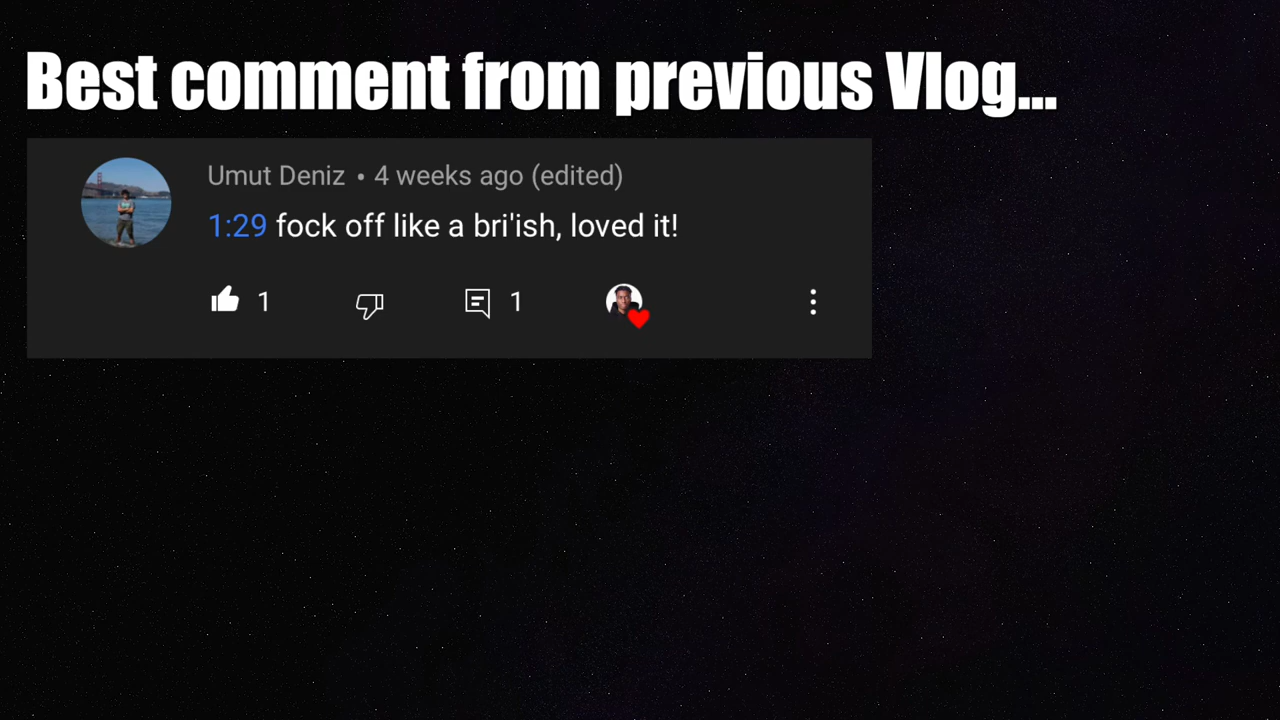 Best comment from previous Vlog...
Umut Deniz • 4 weeks ago (edited)
1:29 fock off like a bri'ish, loved it!
1 1